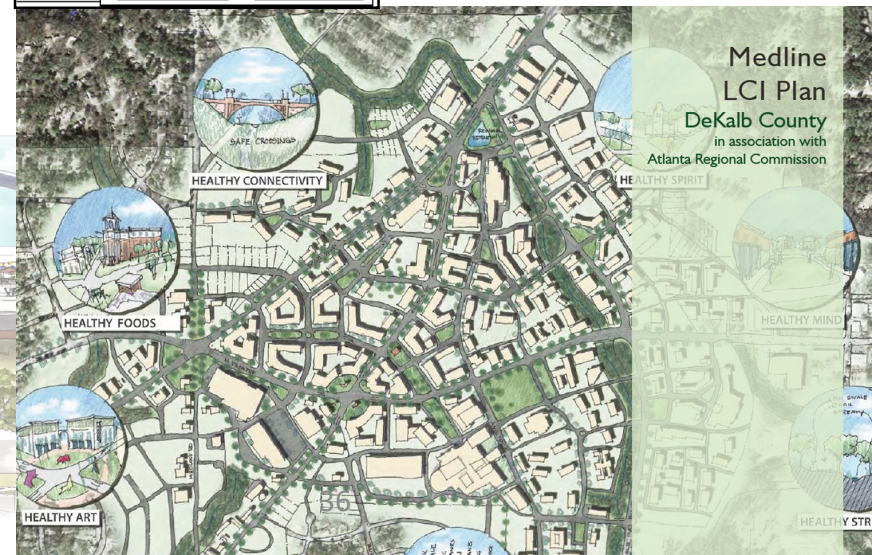 Medline
LCI Plan
DeKalb County
in association with
Atlanta Regional Commission
SAFE CROSSINGS
HEALTHY CONNECTIVITY
HEALTHY SPIRIT
HEALTHY FOODS
HEALTHY MIND
HEALTHY ART
HEALTHY STR
36